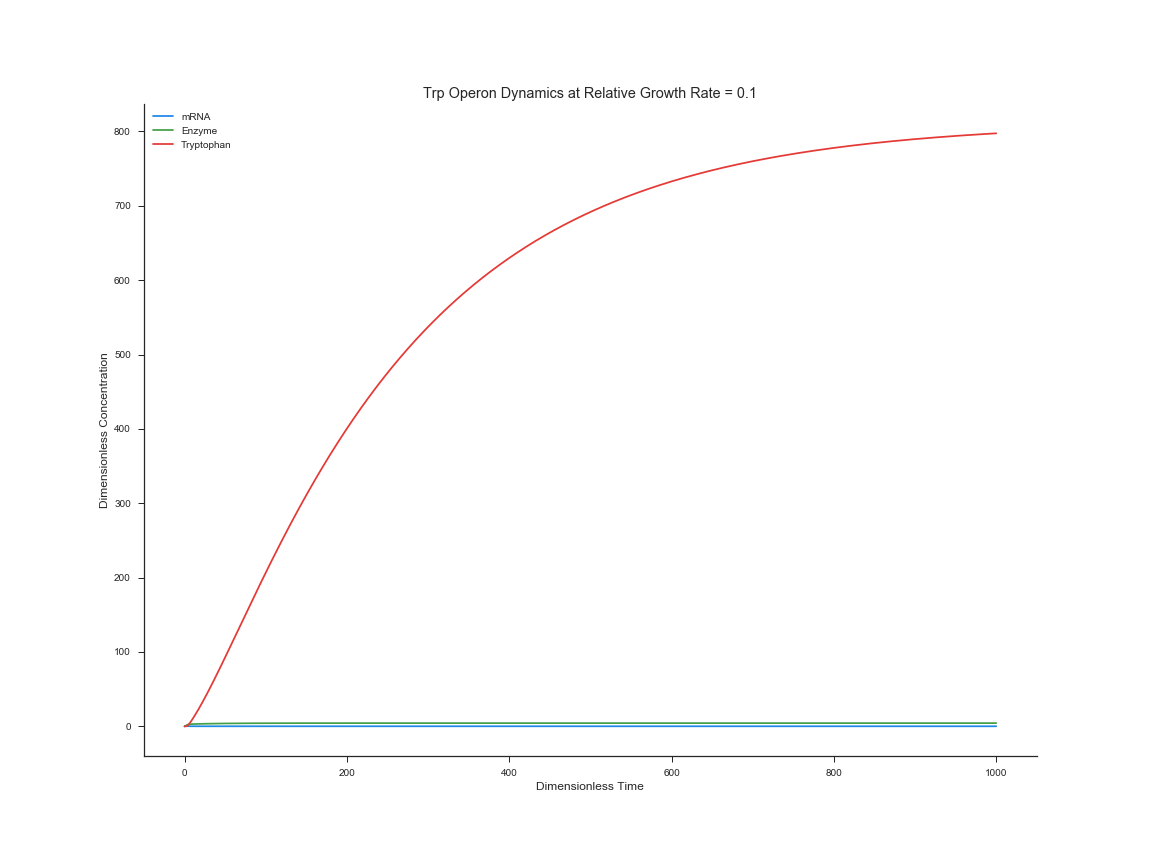 Trp Operon Dynamics at Relative Growth Rate = 0.1
mRNA
Enzyme
Tryptophan
800
700
600
500
400
300
200
100
0
Dimensionless Concentration
0 200 400 600 800 1000
Dimensionless Time